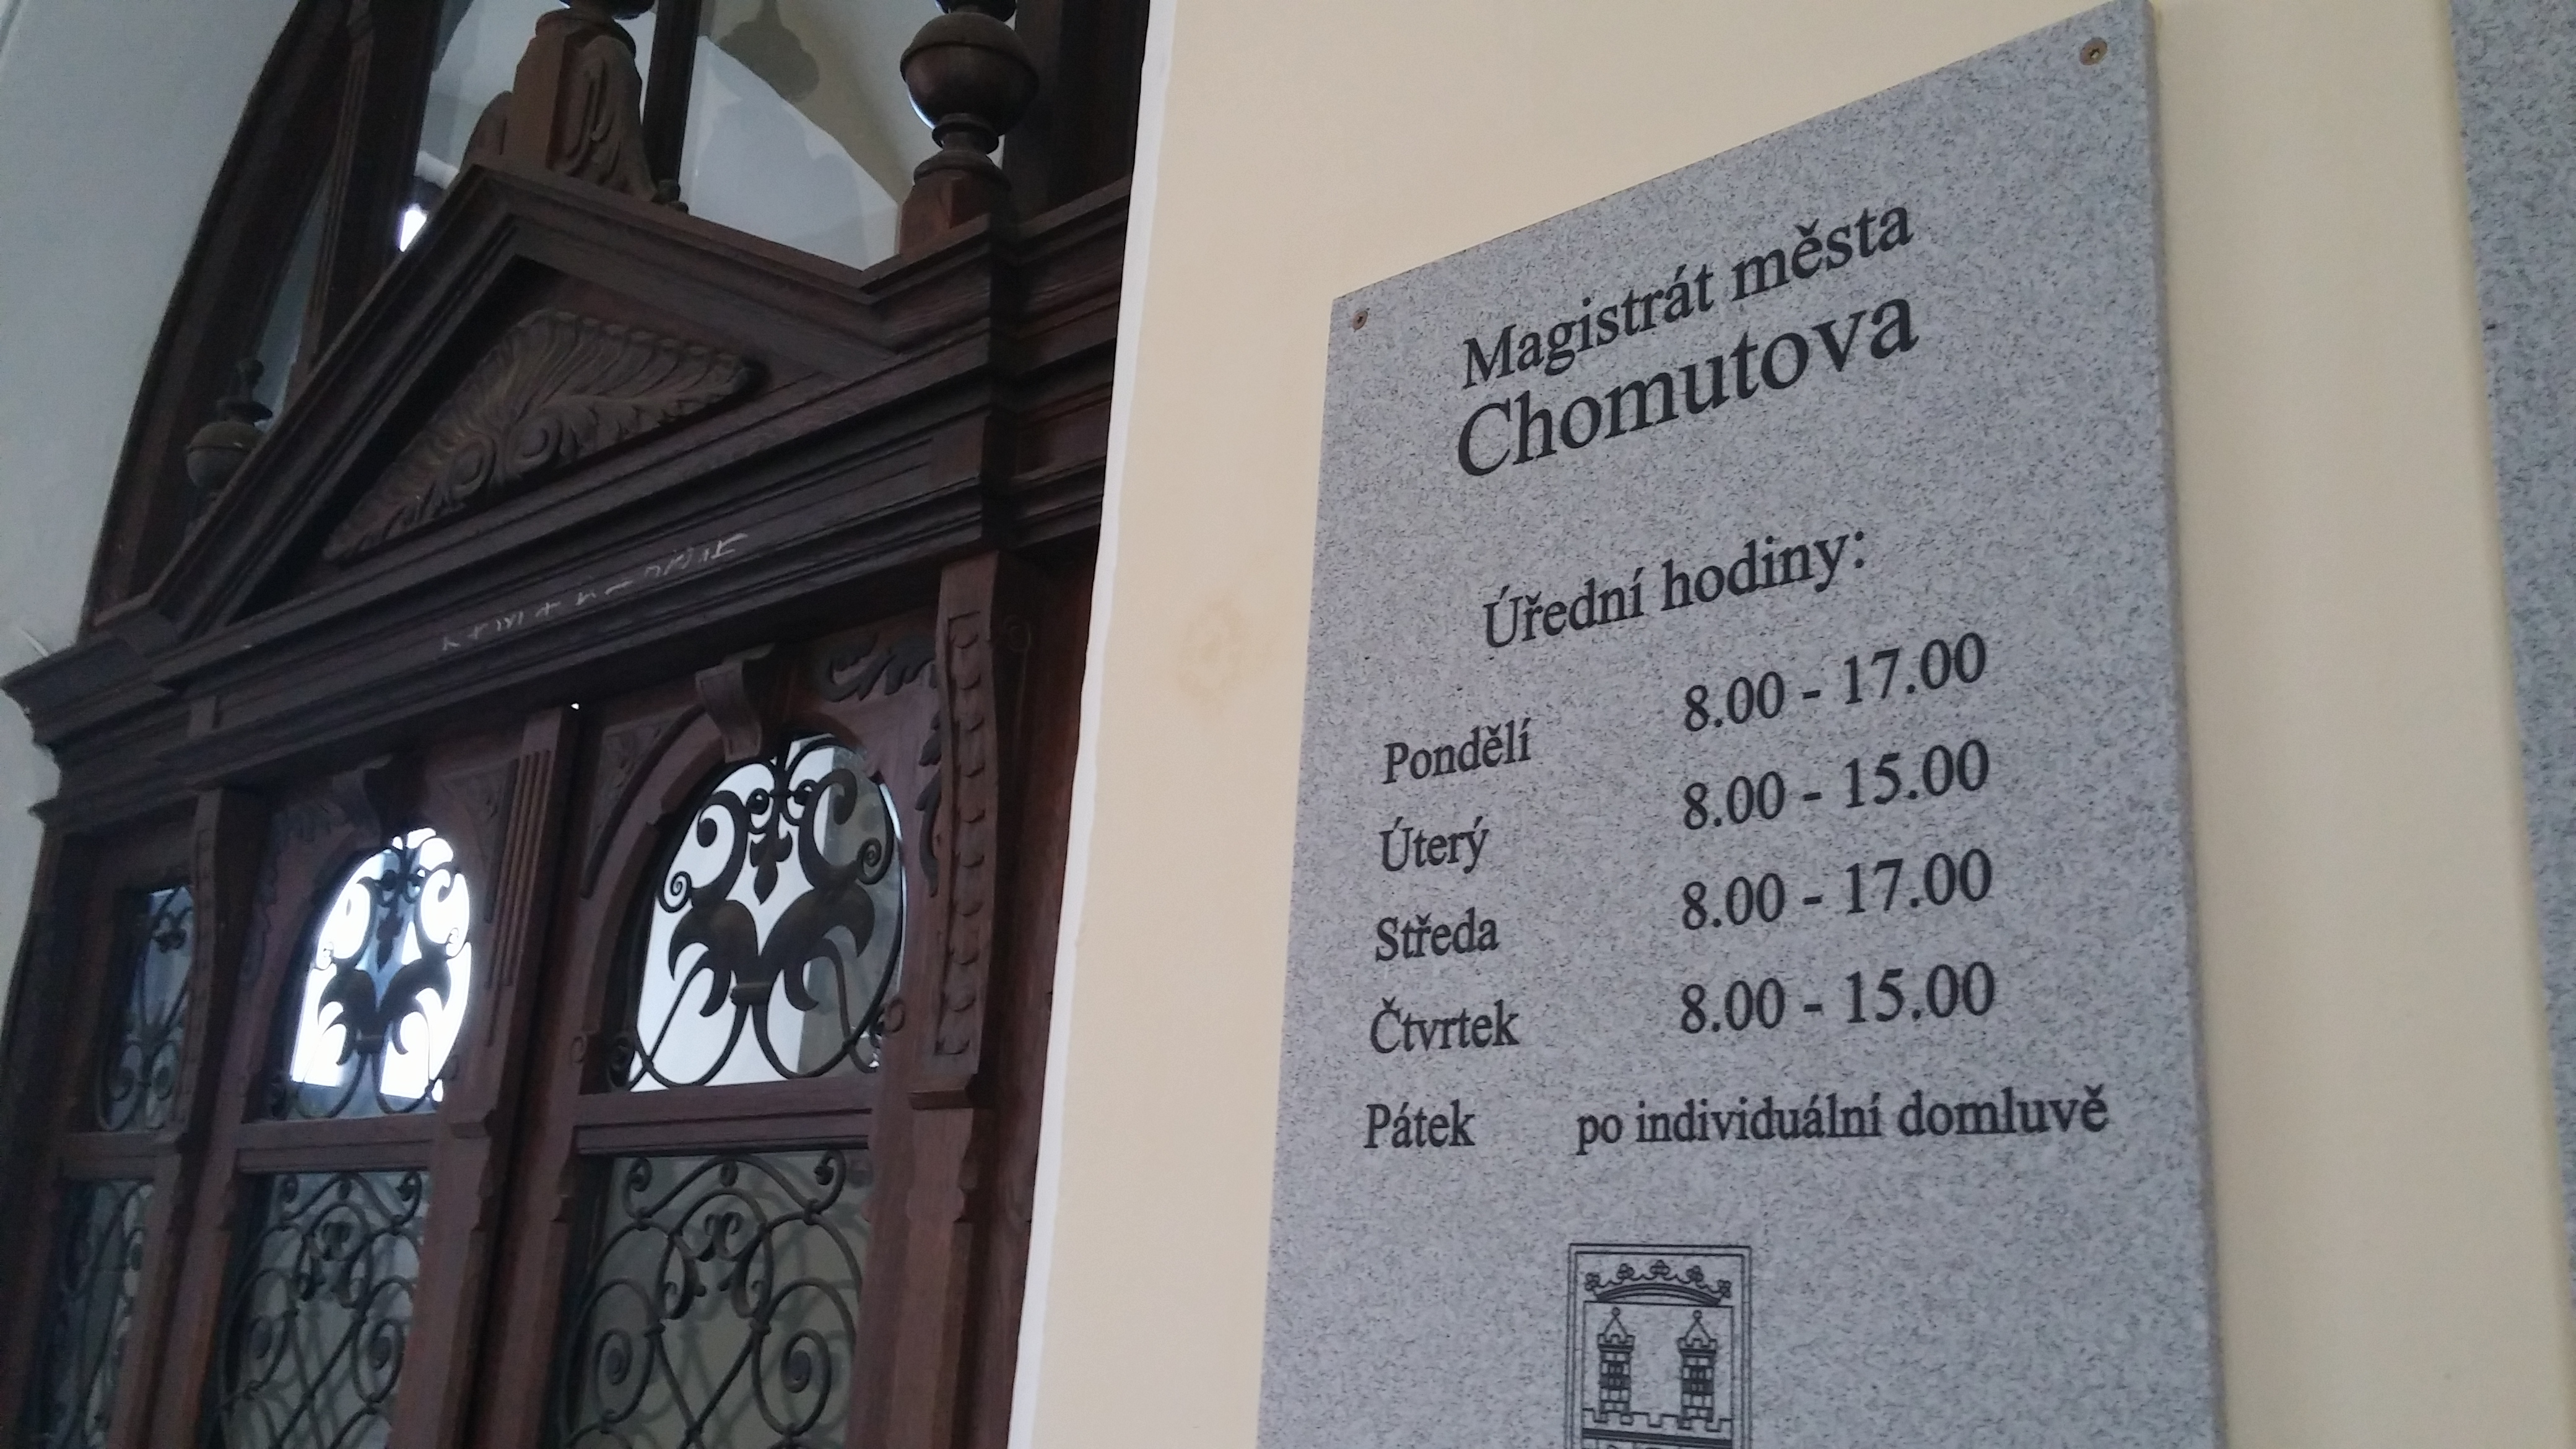 Magistrát města
Chomutova
Úřední hodiny:
Pondělí 8.00 - 17.00
Úterý 8.00 - 15.00
Středa 8.00 - 17.00
Čtvrtek 8.00 - 15.00
Pátek po individuální domluvě